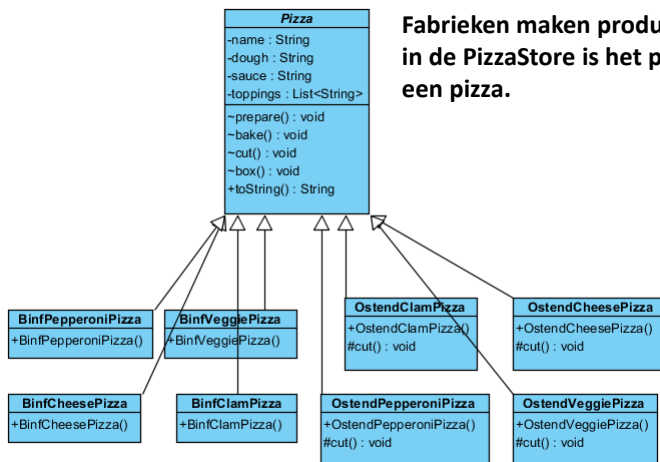 Pizza
-name : String
-dough : String
-sauce : String
-toppings : List<String>
~prepare() : void
~bake() : void
~cut() : void
~box() : void
+toString() : String
Fabrieken maken produ
in de PizzaStore is het p
een pizza.
BinfPepperoniPizza
+BinfPepperoniPizza()
BinfVeggiePizza
+BinfVeggiePizza()
OstendClamPizza
+OstendClamPizza()
#cut() : void
OstendCheesePizza
+OstendCheesePizza()
#cut() : void
BinfCheesePizza
+BinfCheesePizza()
BinfClamPizza
+BinfClamPizza()
OstendPepperoniPizza
+OstendPepperoniPizza()
#cut() : void
OstendVeggiePizza
+OstendVeggiePizza()
#cut() : void